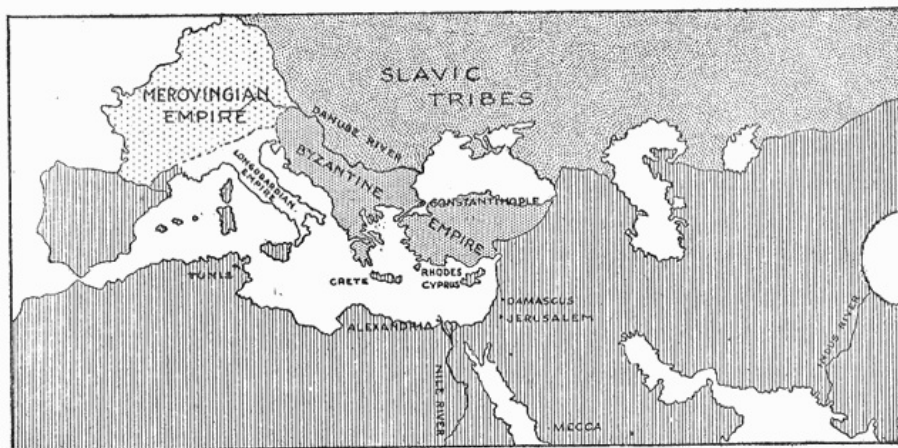 SLAVIC
TRIBES
MEROVINGIAN
EMPIRE
DANUBE RIVER
BYZANTINE
EMPIRE
LONGOBARDIAN
EMPIRE
CONSTANTINOPLE
TUNIS
CRETE
RHODES
CYPRUS
DAMASCUS
JERUSALEM
ALEXANDRIA
NILE RIVER
MECCA
INDUS RIVER